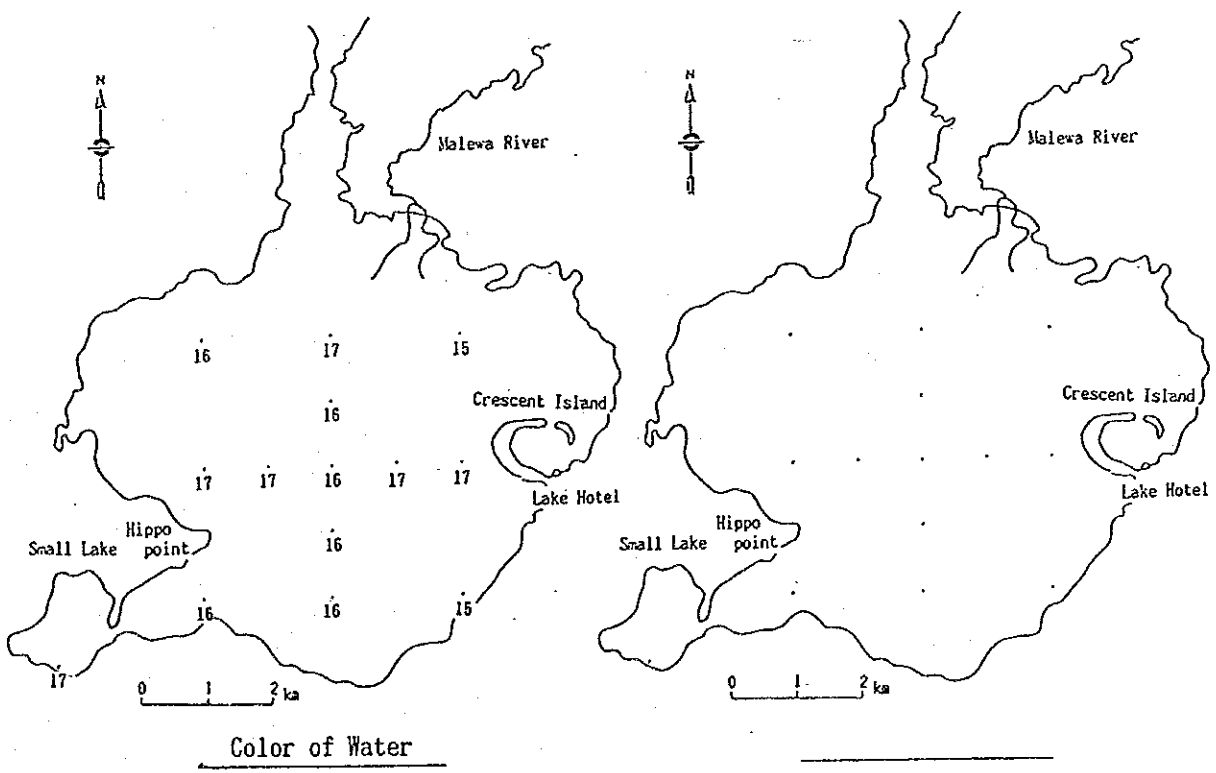 N
Malewa River
16 17 15
16
Crescent Island
17 17 16 17 17
Lake Hotel
Hippo
point
16
Small Lake
16 16 15
17
0 1 2 km
Color of Water
N
Malewa River
Crescent Island
Lake Hotel
Hippo
point
Small Lake
0 1 2 km